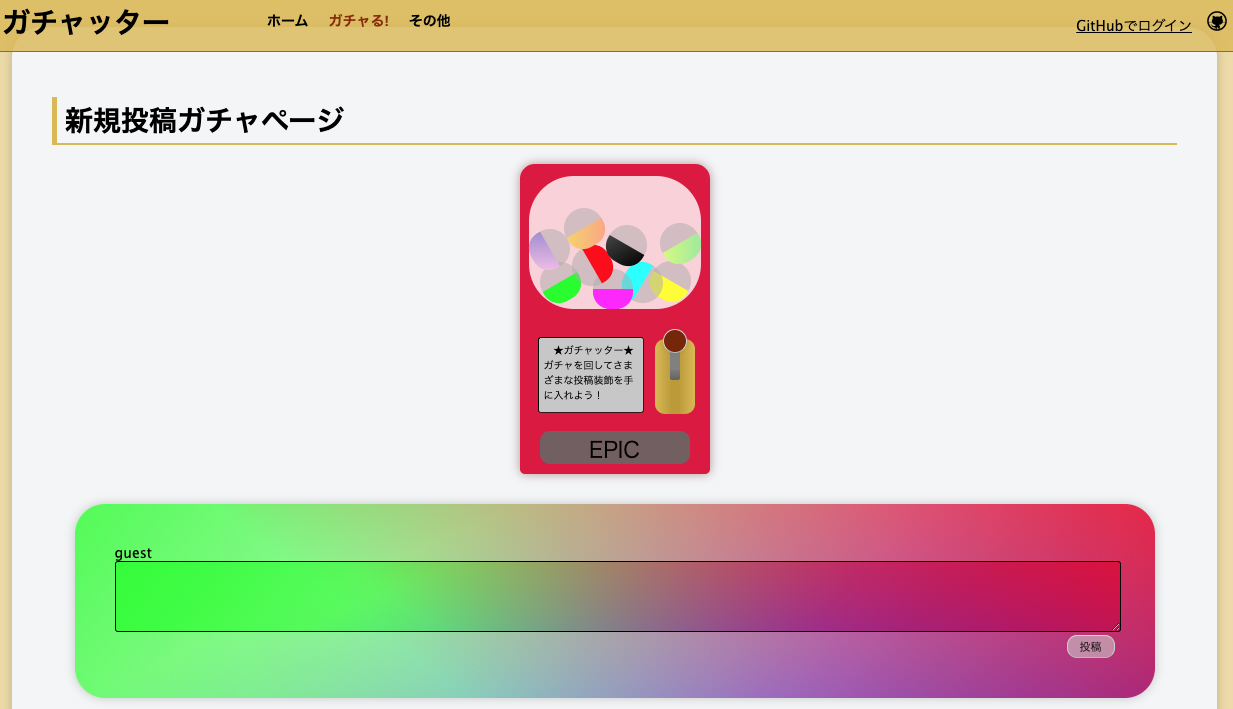 ガチャッター
ホーム
ガチャる!
その他
GitHubでログイン
新規投稿ガチャページ
★ガチャッター★
ガチャを回してさま
ざまな投稿装飾を手
に入れよう！
EPIC
guest
投稿